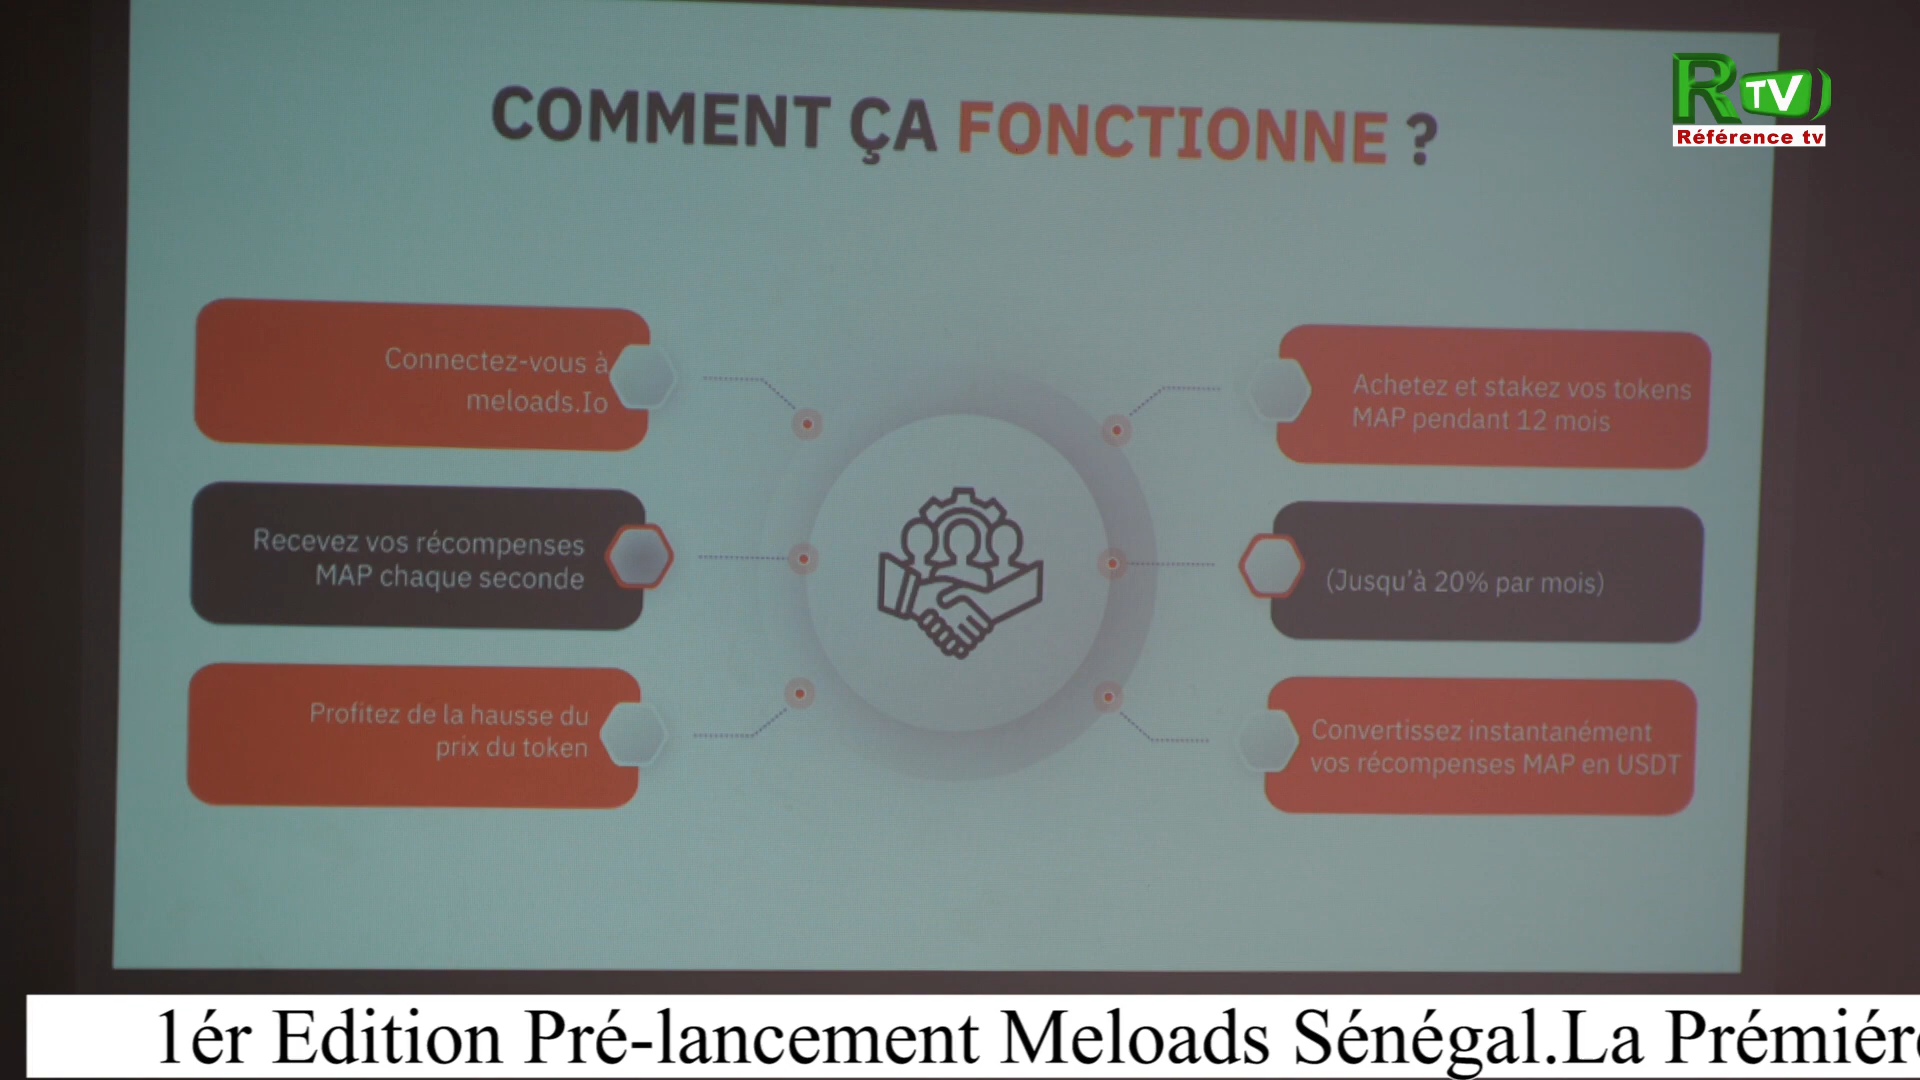 COMMENT ÇA FONCTIONNE ?
R TV
Référence tv
Connectez-vous à
meloads.Io
Recevez vos récompenses
MAP chaque seconde
Profitez de la hausse du
prix du token
Achetez et stakez vos tokens
MAP pendant 12 mois
(Jusqu'à 20% par mois)
Convertissez instantanément
vos récompenses MAP en USDT
1ér Edition Pré-lancement Meloads Sénégal.La Prémiére